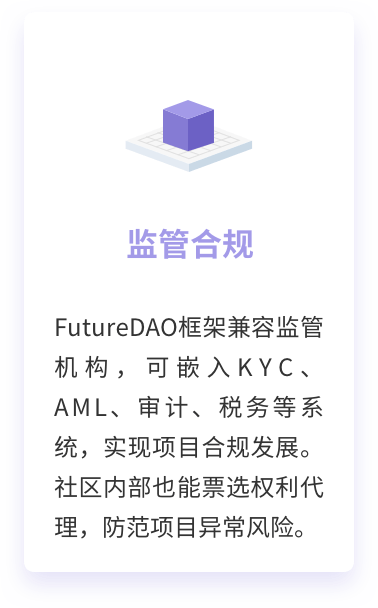 监管合规
FutureDAO框架兼容监管
机构，可嵌入KYC、
AML、审计、税务等系
统，实现项目合规发展。
社区内部也能票选权利代
理，防范项目异常风险。